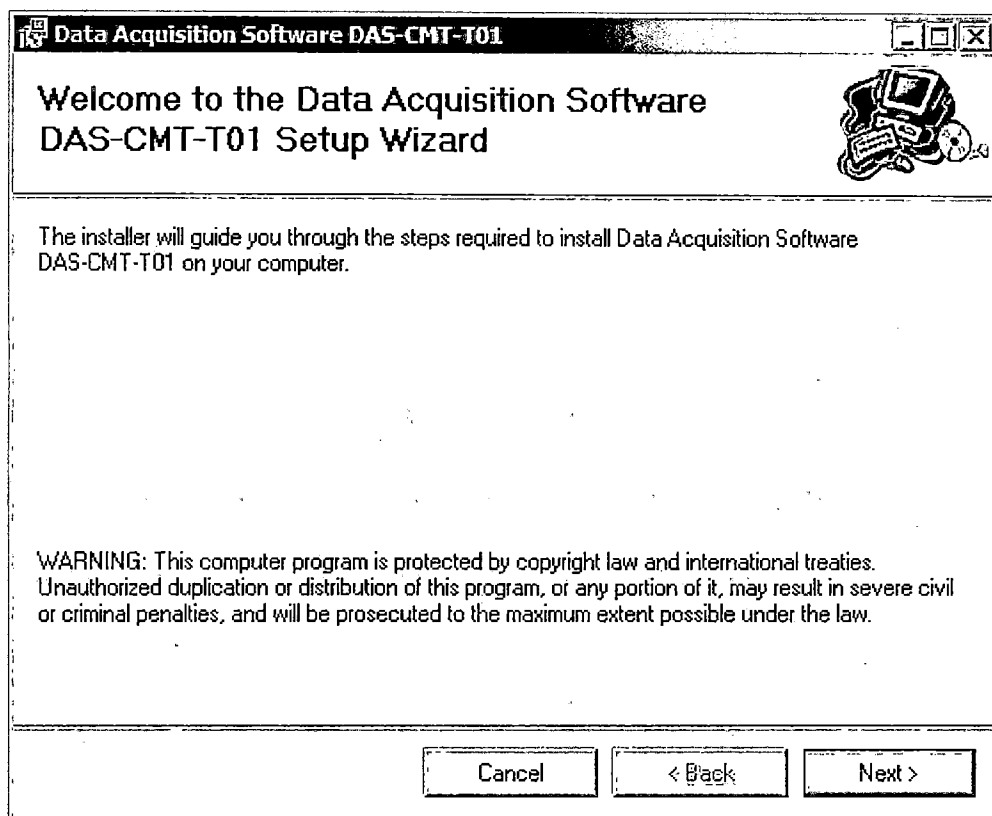 Data Acquisition Software DAS-CMT-T01
Welcome to the Data Acquisition Software
DAS-CMT-T01 Setup Wizard
The installer will guide you through the steps required to install Data Acquisition Software
DAS-CMT-T01 on your computer.
WARNING: This computer program is protected by copyright law and international treaties.
Unauthorized duplication or distribution of this program, or any portion of it, may result in severe civil
or criminal penalties, and will be prosecuted to the maximum extent possible under the law.
Cancel
< Back
Next >